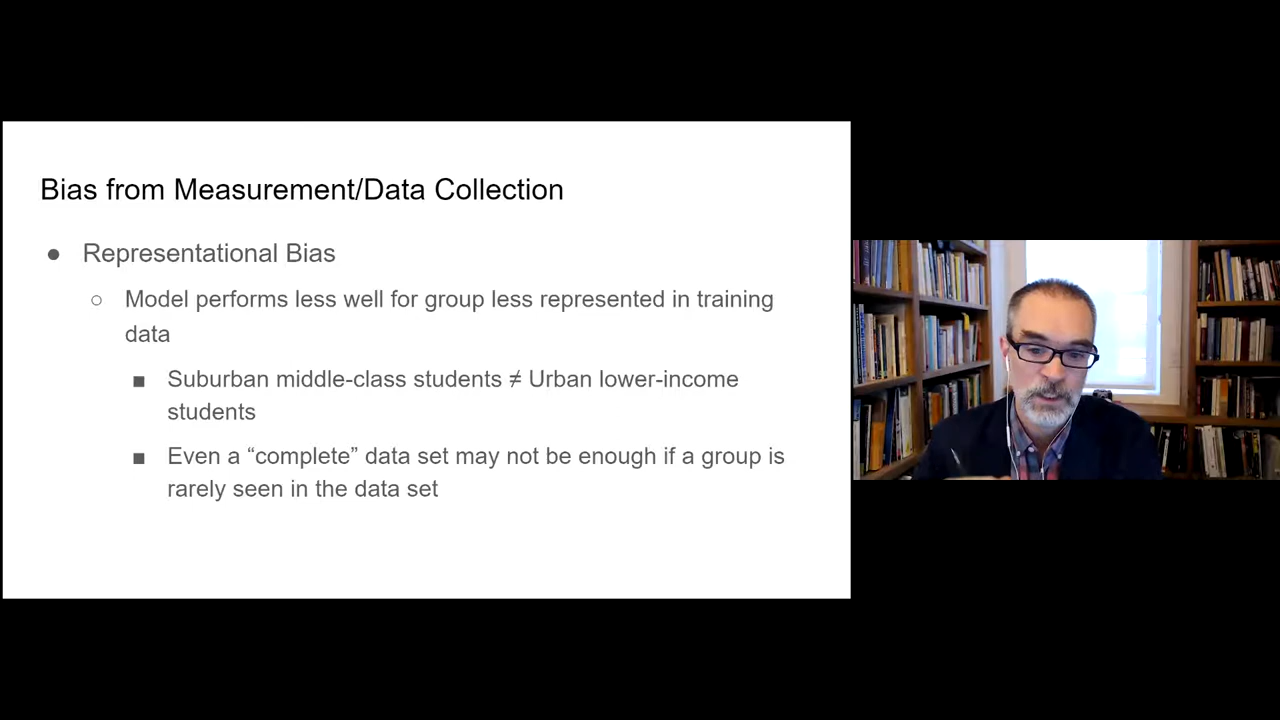 Bias from Measurement/Data Collection
● Representational Bias
○ Model performs less well for group less represented in training
data
■ Suburban middle-class students ≠ Urban lower-income
students
■ Even a “complete” data set may not be enough if a group is
rarely seen in the data set